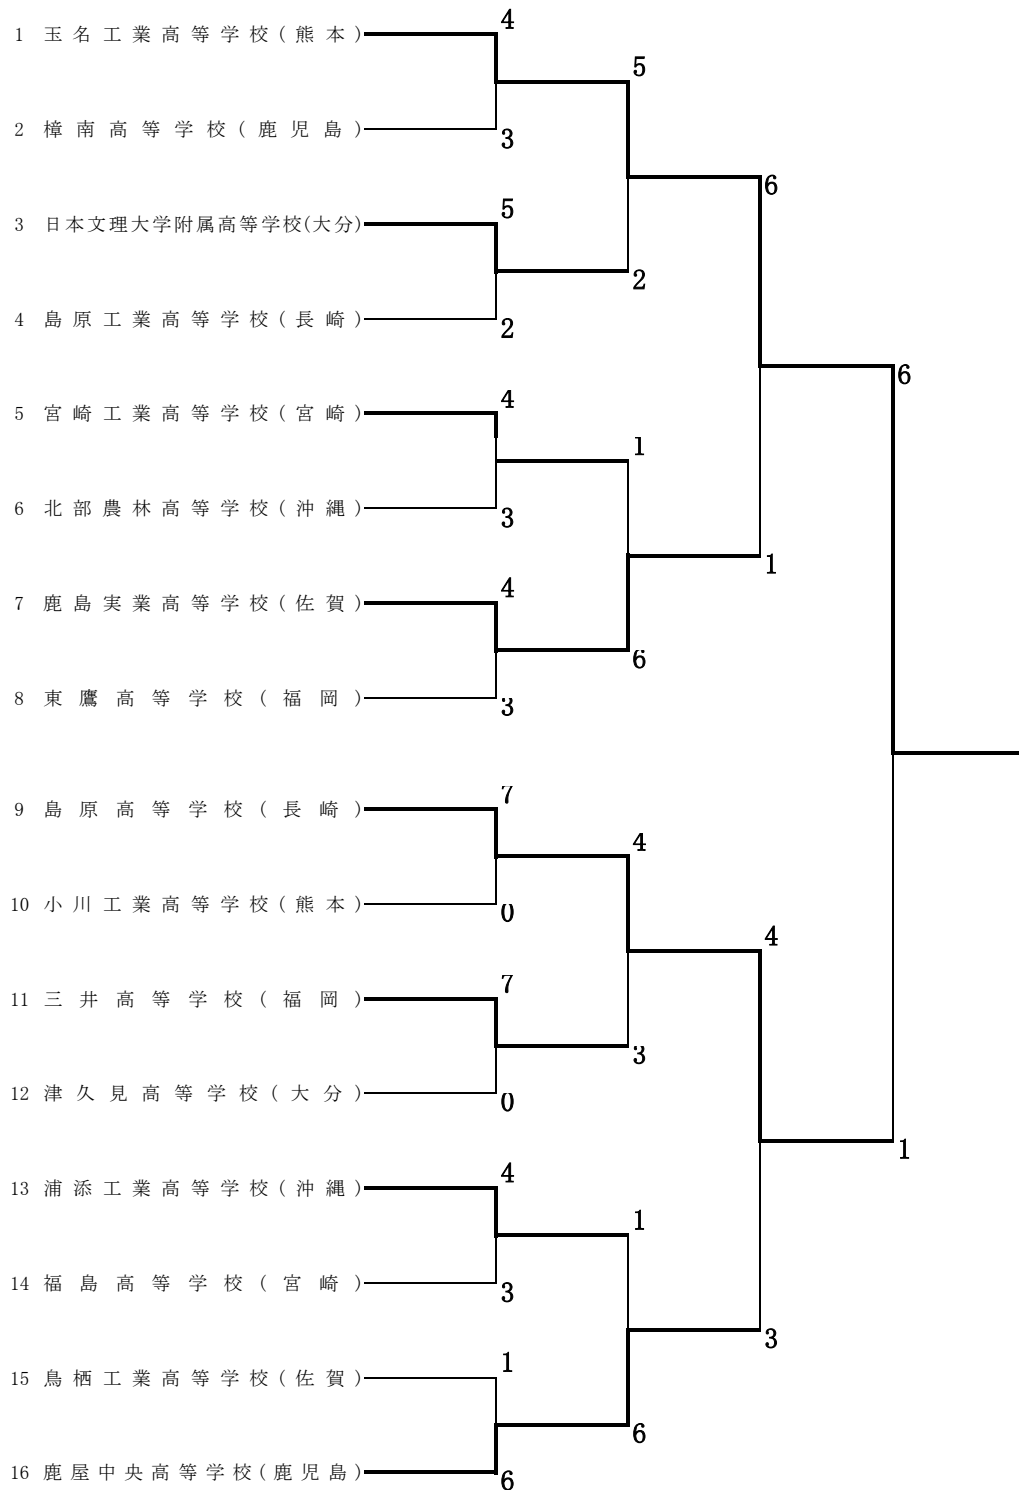 4
1 玉名工業高等学校(熊本)
5
2 樟南高等学校(鹿児島)
3
6
5
3 日本文理大学附属高等学校(大分)
2
4 島原工業高等学校(長崎)
2
6
4
5 宮崎工業高等学校(宮崎)
1
6 北部農林高等学校(沖縄)
3
1
4
7 鹿島実業高等学校(佐賀)
6
8 東鷹高等学校(福岡)
3
7
9 島原高等学校(長崎)
4
10 小川工業高等学校(熊本)
0
4
7
11 三井高等学校(福岡)
3
12 津久見高等学校(大分)
0
1
4
13 浦添工業高等学校(沖縄)
1
14 福島高等学校(宮崎)
3
3
1
15 鳥栖工業高等学校(佐賀)
6
16 鹿屋中央高等学校(鹿児島)
6